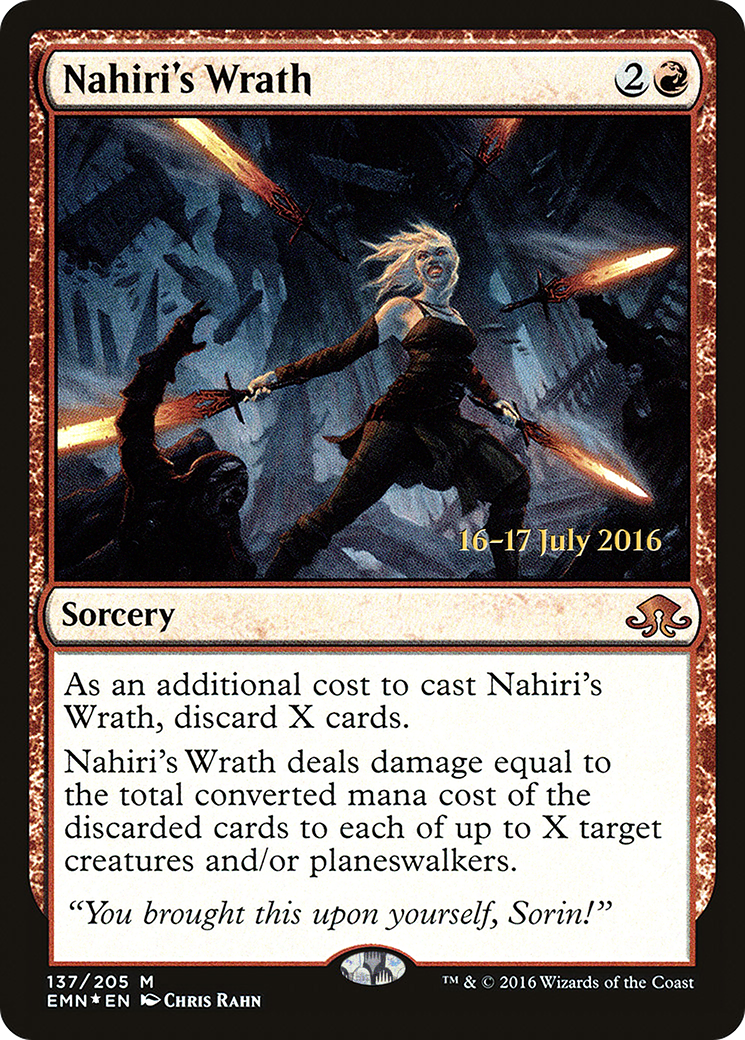 Nahiri's Wrath 2
16–17 July 2016
Sorcery
As an additional cost to cast Nahiri's
Wrath, discard X cards.
Nahiri's Wrath deals damage equal to
the total converted mana cost of the
discarded cards to each of up to X target
creatures and/or planeswalkers.
“You brought this upon yourself, Sorin!”
137/205 M
EMN★EN Chris Rahn
™ & © 2016 Wizards of the Coast